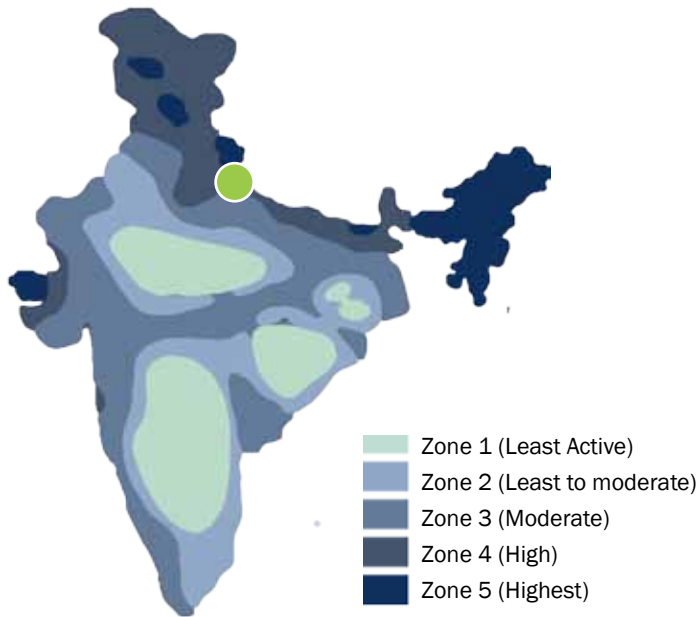 Zone 1 (Least Active)
Zone 2 (Least to moderate)
Zone 3 (Moderate)
Zone 4 (High)
Zone 5 (Highest)